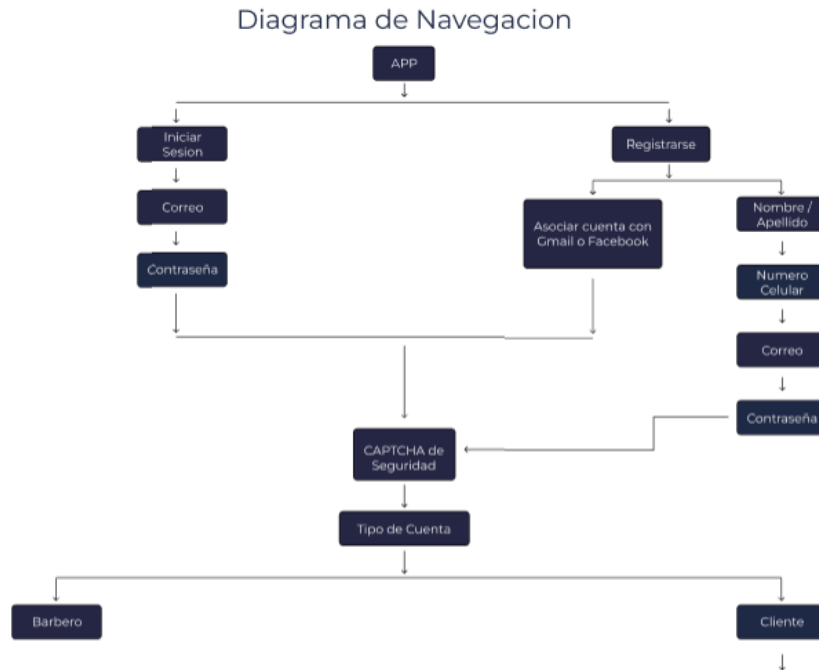 Diagrama de Navegacion
APP
Iniciar
Sesion
Registrarse
Correo
Asociar cuenta con
Gmail o Facebook
Nombre /
Apellido
Contraseña
Numero
Celular
Correo
Contraseña
CAPTCHA de
Seguridad
Tipo de Cuenta
Barbero
Cliente